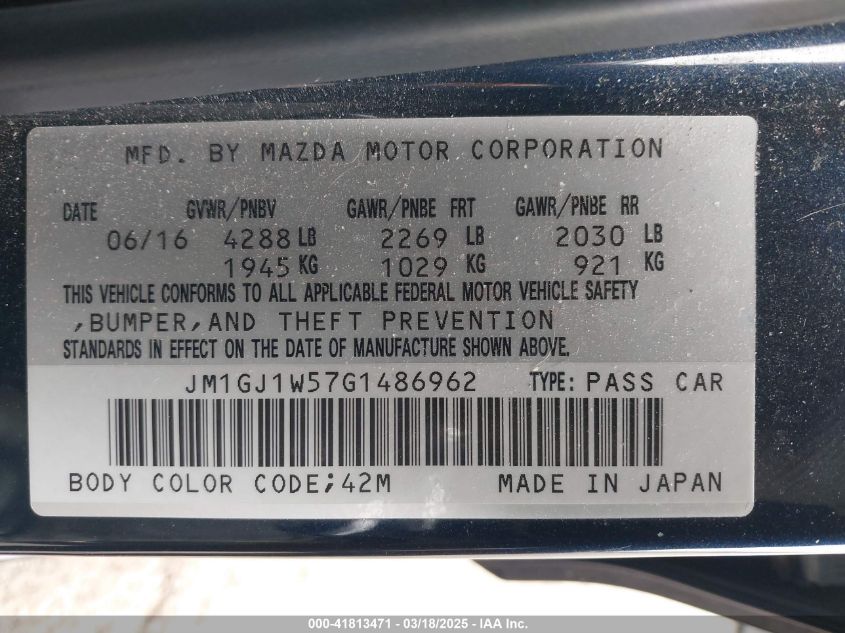 MFD. BY MAZDA MOTOR CORPORATION
DATE GVWR/PNBV GAWR/PNBE FRT GAWR/PNBE RR
06/16 4288 LB 2269 LB 2030 LB
1945 KG 1029 KG 921 KG
THIS VEHICLE CONFORMS TO ALL APPLICABLE FEDERAL MOTOR VEHICLE SAFETY
,BUMPER,AND THEFT PREVENTION
STANDARDS IN EFFECT ON THE DATE OF MANUFACTURE SHOWN ABOVE.
JM1GJ1W57G1486962 TYPE: PASS CAR
BODY COLOR CODE;42M MADE IN JAPAN
000-41813471 — 03/18/2025 — IAA Inc.